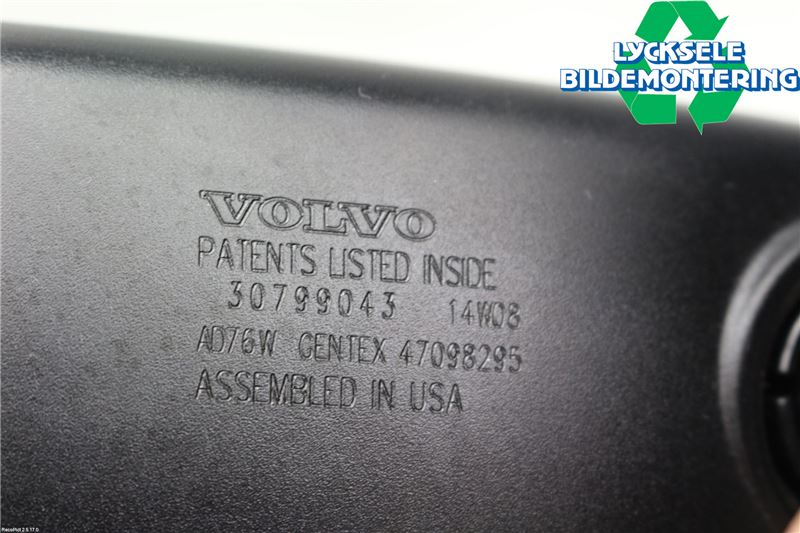 LYCKSELE
BILDEMONTERING
VOLVO
PATENTS LISTED INSIDE
30799043 14W08
AD76W GENTEX 47098295
ASSEMBLED IN USA